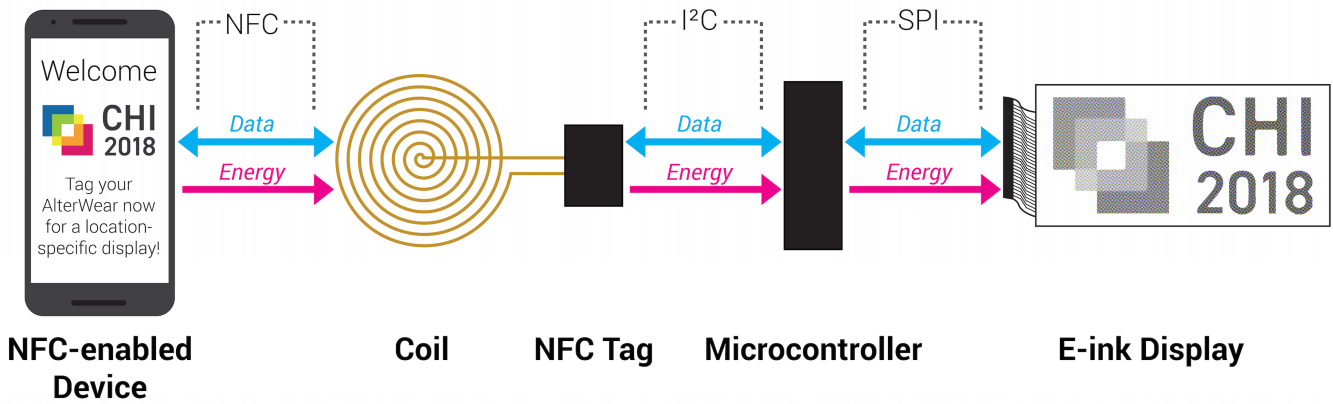 NFC
I²C
SPI
Welcome
CHI
2018
Tag your
AlterWear now
for a location-
specific display!
Data
Energy
Data
Energy
Data
Energy
CHI
2018
NFC-enabled
Device
Coil
NFC Tag
Microcontroller
E-ink Display